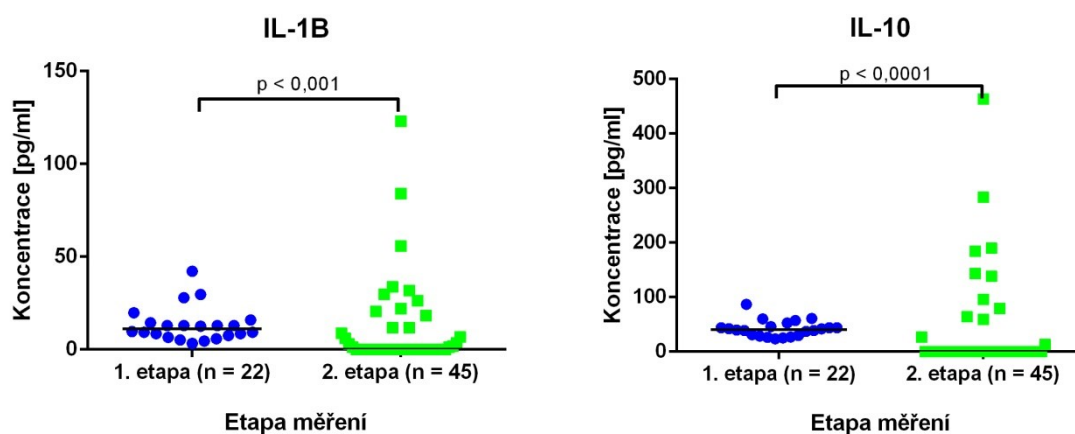 IL-1B
150
100
50
0
Koncentrace [pg/ml]
p < 0,001
1. etapa (n = 22)
2. etapa (n = 45)
Etapa měření
IL-10
500
400
300
200
100
0
Koncentrace [pg/ml]
p < 0,0001
1. etapa (n = 22)
2. etapa (n = 45)
Etapa měření